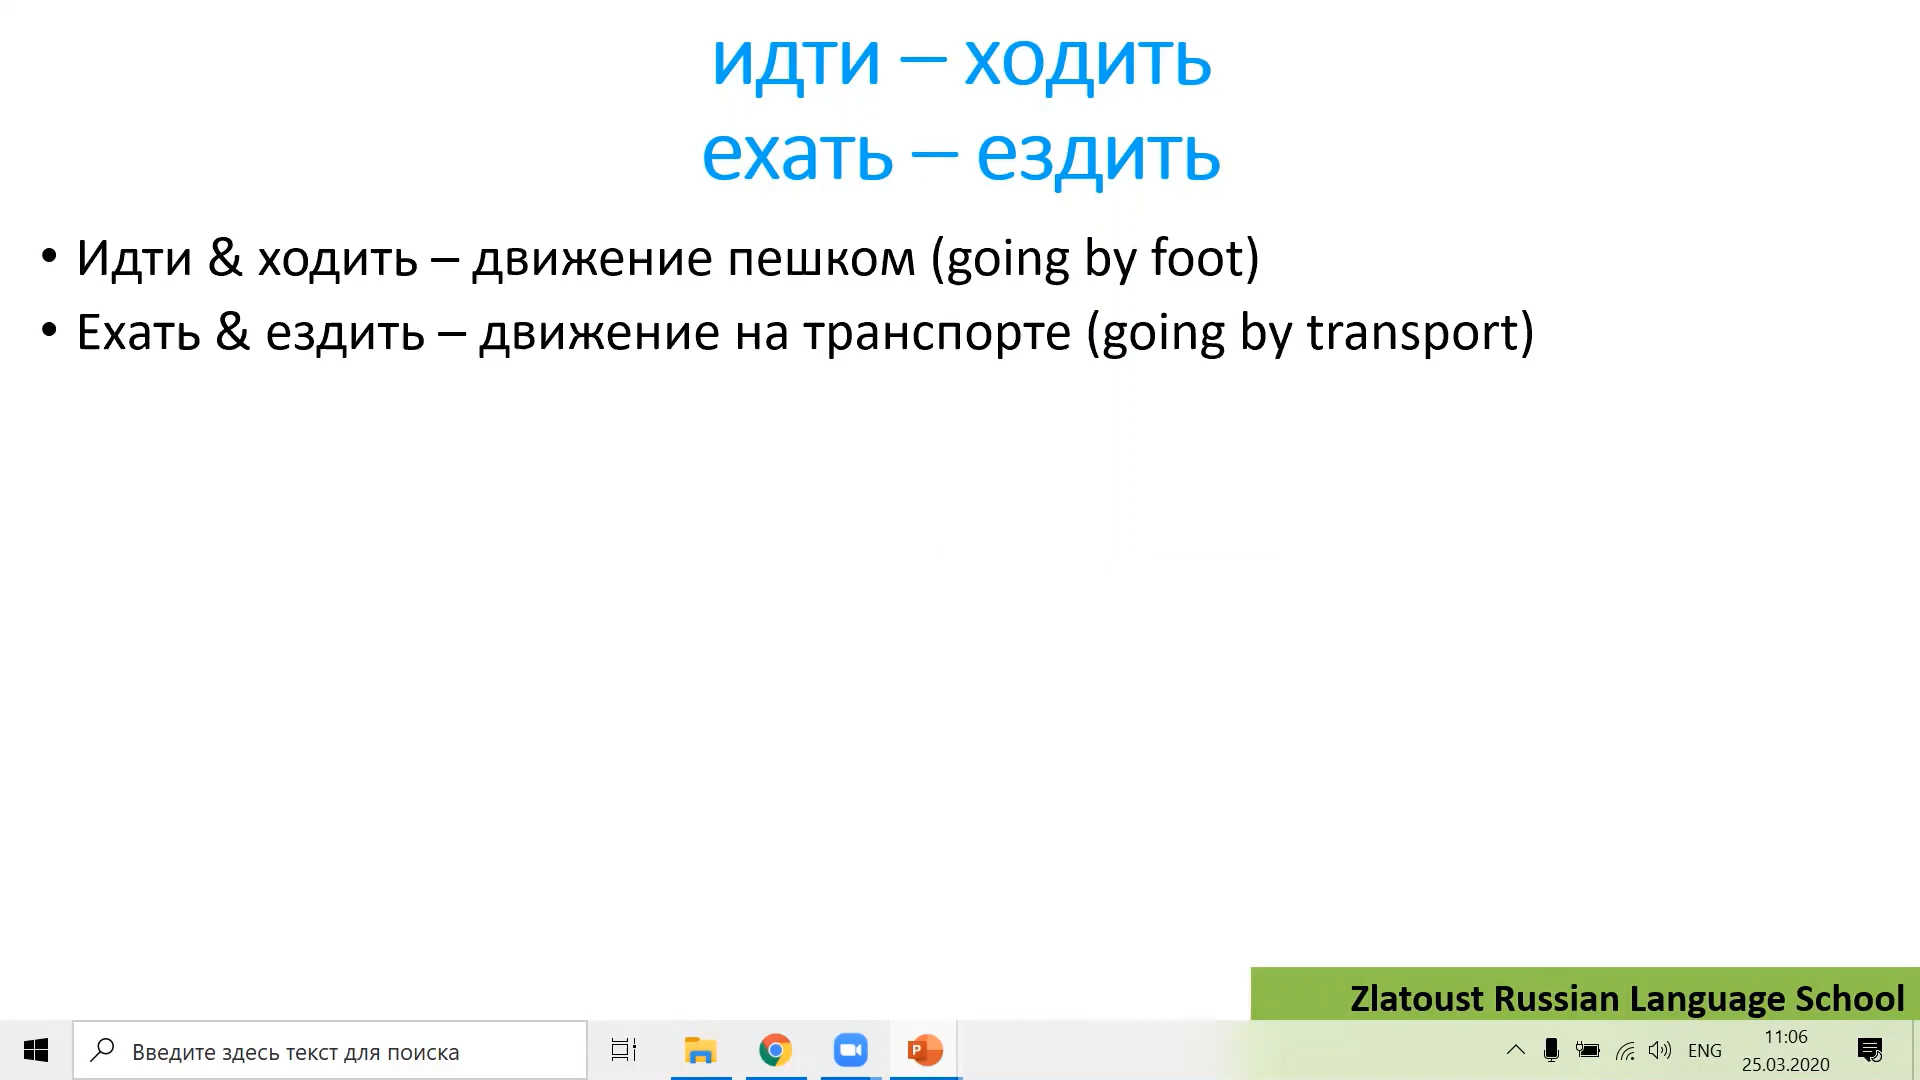 идти – ходить
ехать – ездить
• Идти & ходить – движение пешком (going by foot)
• Ехать & ездить – движение на транспорте (going by transport)
Zlatoust Russian Language School
Введите здесь текст для поиска
P
ENG
11:06
25.03.2020